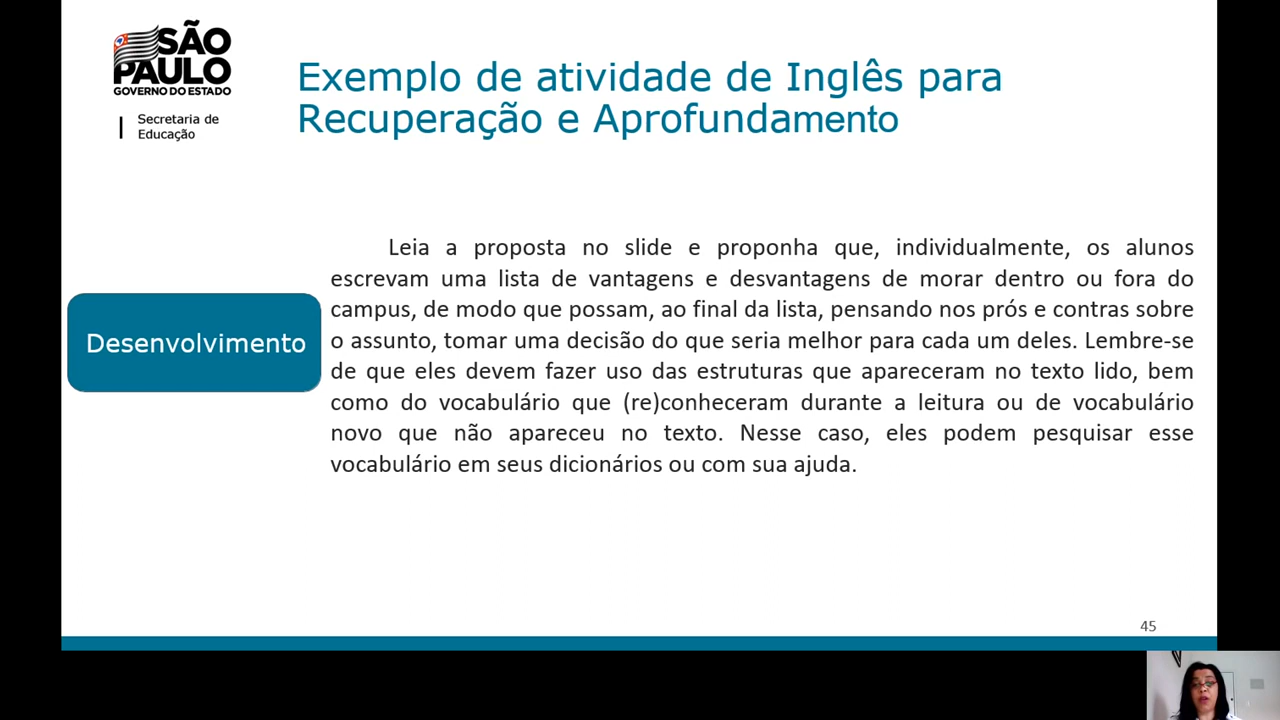 SÃO
PAULO
GOVERNO DO ESTADO
Secretaria de
Educação
Exemplo de atividade de Inglês para
Recuperação e Aprofundamento
Desenvolvimento
Leia a proposta no slide e proponha que, individualmente, os alunos
escrevam uma lista de vantagens e desvantagens de morar dentro ou fora do
campus, de modo que possam, ao final da lista, pensando nos prós e contras sobre
o assunto, tomar uma decisão do que seria melhor para cada um deles. Lembre-se
de que eles devem fazer uso das estruturas que apareceram no texto lido, bem
como do vocabulário que (re)conheceram durante a leitura ou de vocabulário
novo que não apareceu no texto. Nesse caso, eles podem pesquisar esse
vocabulário em seus dicionários ou com sua ajuda.
45